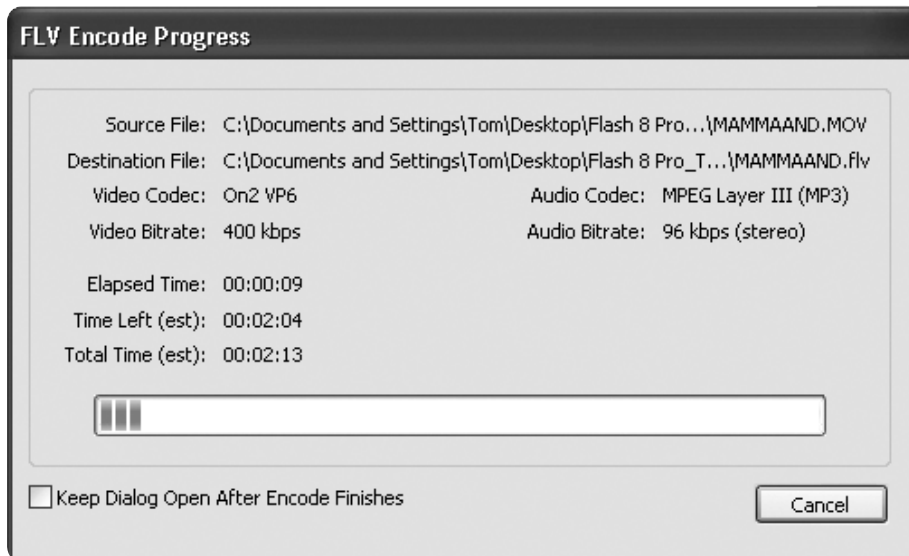 FLV Encode Progress
Source File: C:\Documents and Settings\Tom\Desktop\Flash 8 Pro...\MAMMAAND.MOV
Destination File: C:\Documents and Settings\Tom\Desktop\Flash 8 Pro_T...\MAMMAAND.flv
Video Codec: On2 VP6 Audio Codec: MPEG Layer III (MP3)
Video Bitrate: 400 kbps Audio Bitrate: 96 kbps (stereo)
Elapsed Time: 00:00:09
Time Left (est): 00:02:04
Total Time (est): 00:02:13
Keep Dialog Open After Encode Finishes Cancel